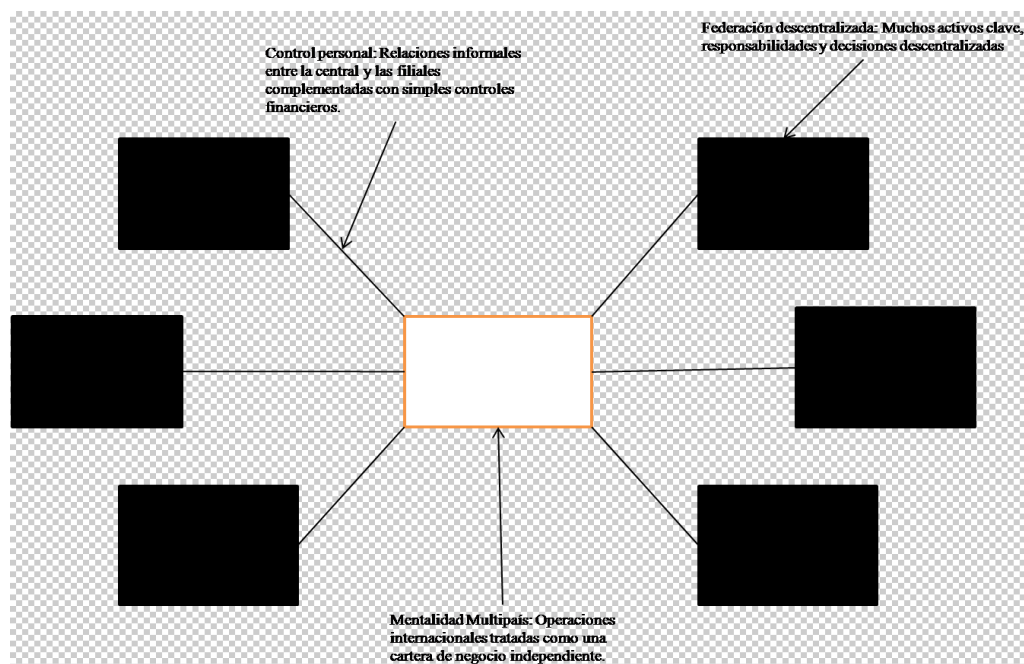 Federación descentralizada: Muchos activos clave,
responsabilidades y decisiones descentralizadas
Control personal: Relaciones informales
entre la central y las filiales
complementadas con simples controles
financieros.
Mentalidad Multipaís: Operaciones
internacionales tratadas como una
cartera de negocio independiente.